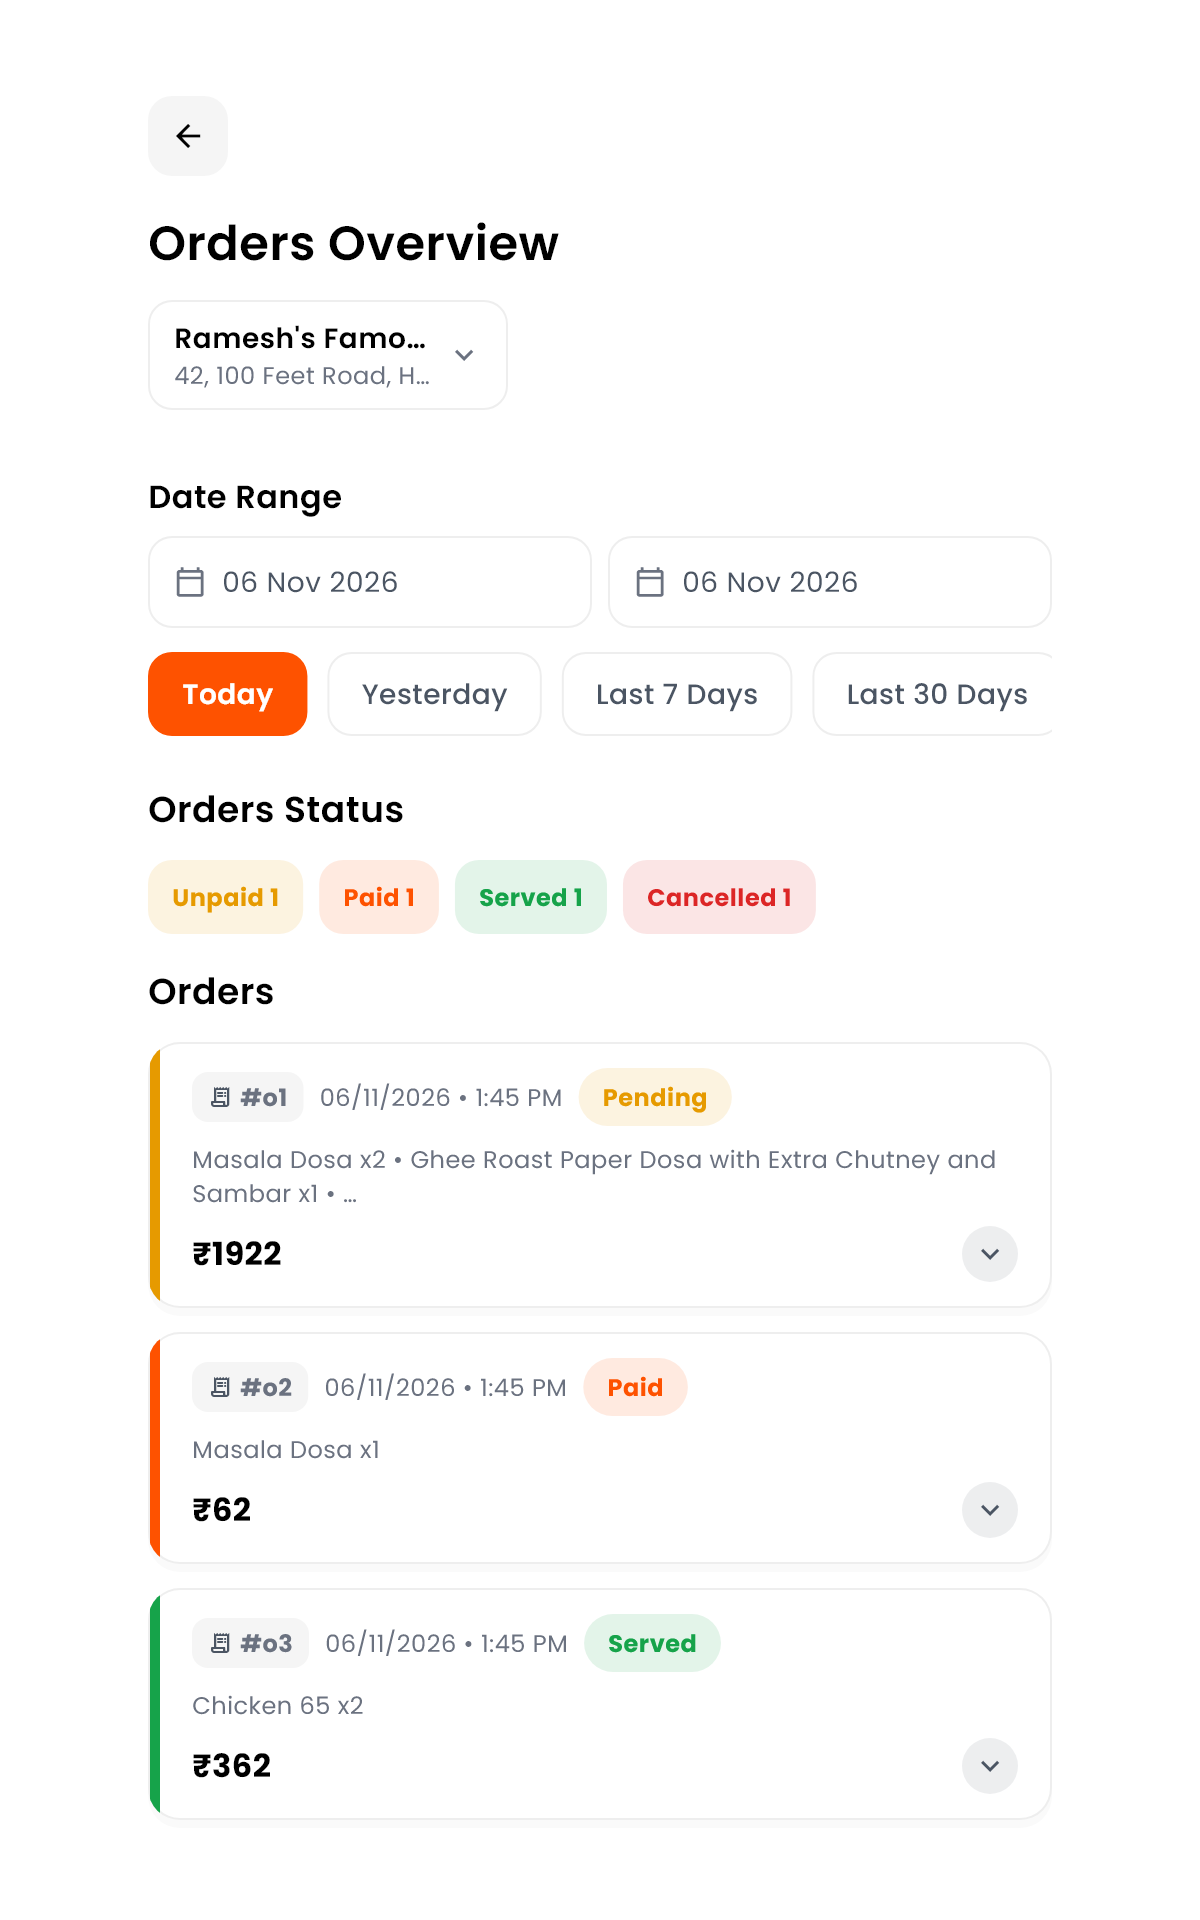 Orders Overview
Ramesh's Famo...
42, 100 Feet Road, H...
Date Range
06 Nov 2026
06 Nov 2026
Today
Yesterday
Last 7 Days
Last 30 Days
Orders Status
Unpaid 1
Paid 1
Served 1
Cancelled 1
Orders
#o1 06/11/2026 • 1:45 PM Pending
Masala Dosa x2 • Ghee Roast Paper Dosa with Extra Chutney and
Sambar x1 • ...
₹1922
#o2 06/11/2026 • 1:45 PM Paid
Masala Dosa x1
₹62
#o3 06/11/2026 • 1:45 PM Served
Chicken 65 x2
₹362